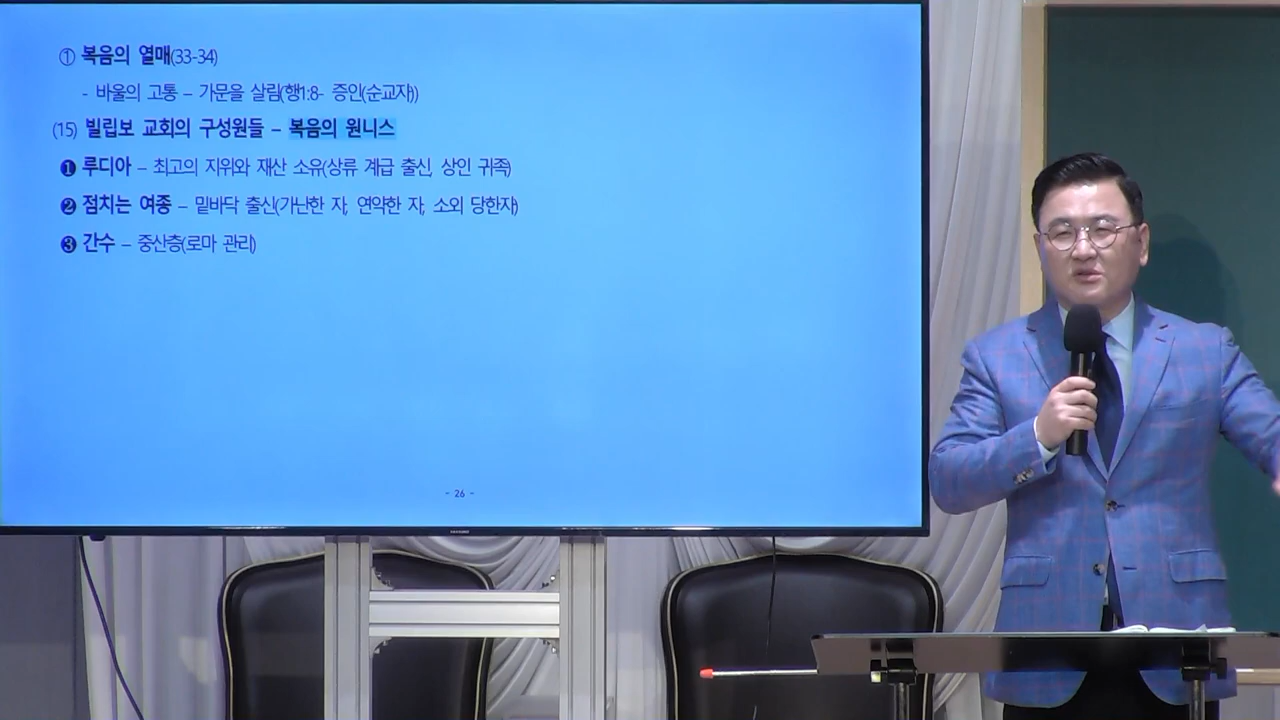 ① 복음의 열매(33-34)
- 바울의 고통 – 가문을 살림(행1:8- 증인(순교자))
(15) 빌립보 교회의 구성원들 – 복음의 원니스
❶ 루디아 – 최고의 지위와 재산 소유(상류 계급 출신, 상인 귀족)
❷ 점치는 여종 – 밑바닥 출신(가난한 자, 연약한 자, 소외 당한자)
❸ 간수 – 중산층(로마 관리)
- 26 -